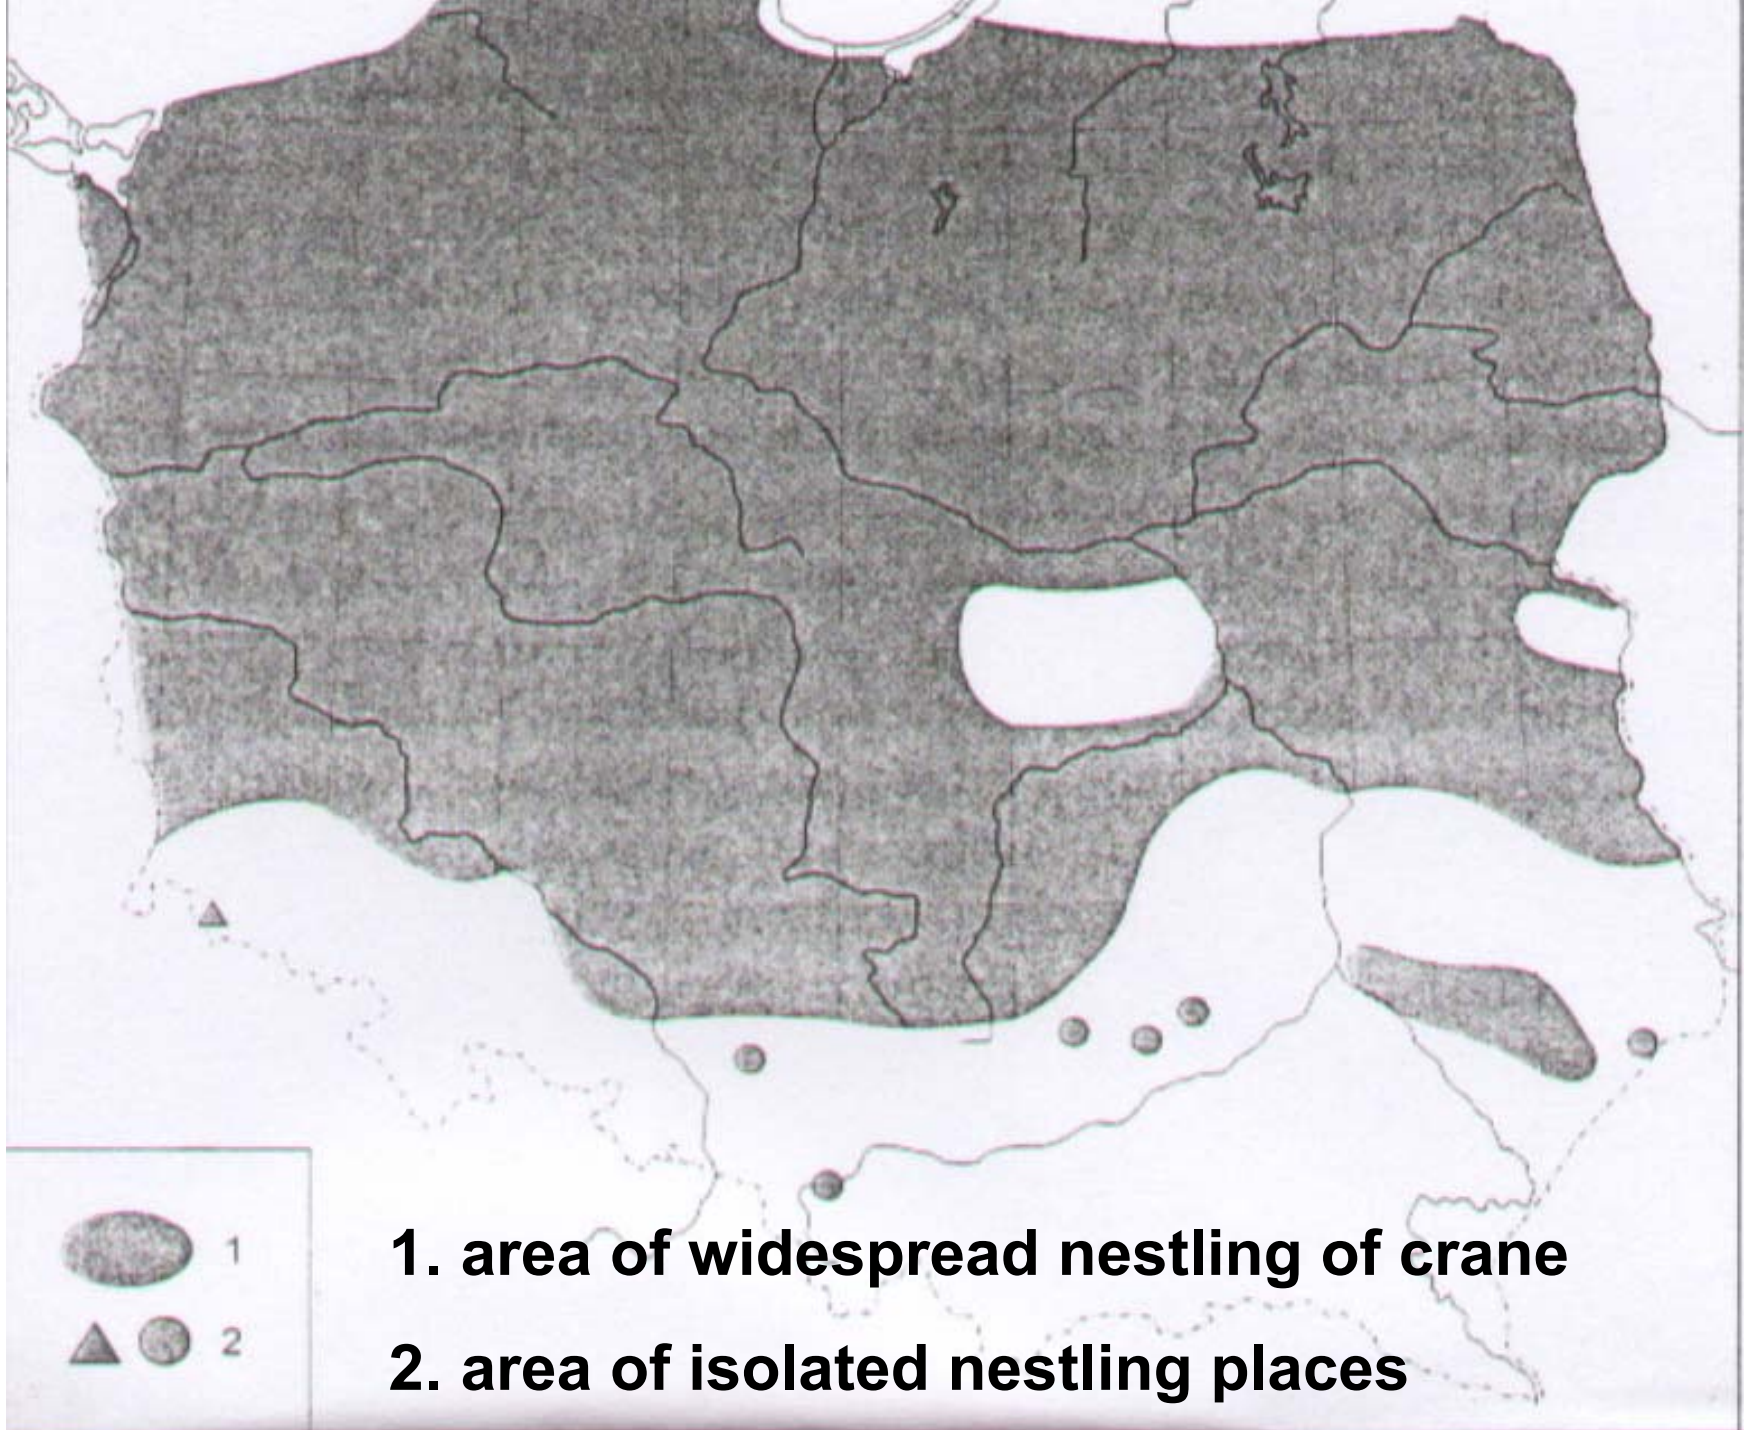 1
2
1. area of widespread nestling of crane
2. area of isolated nestling places